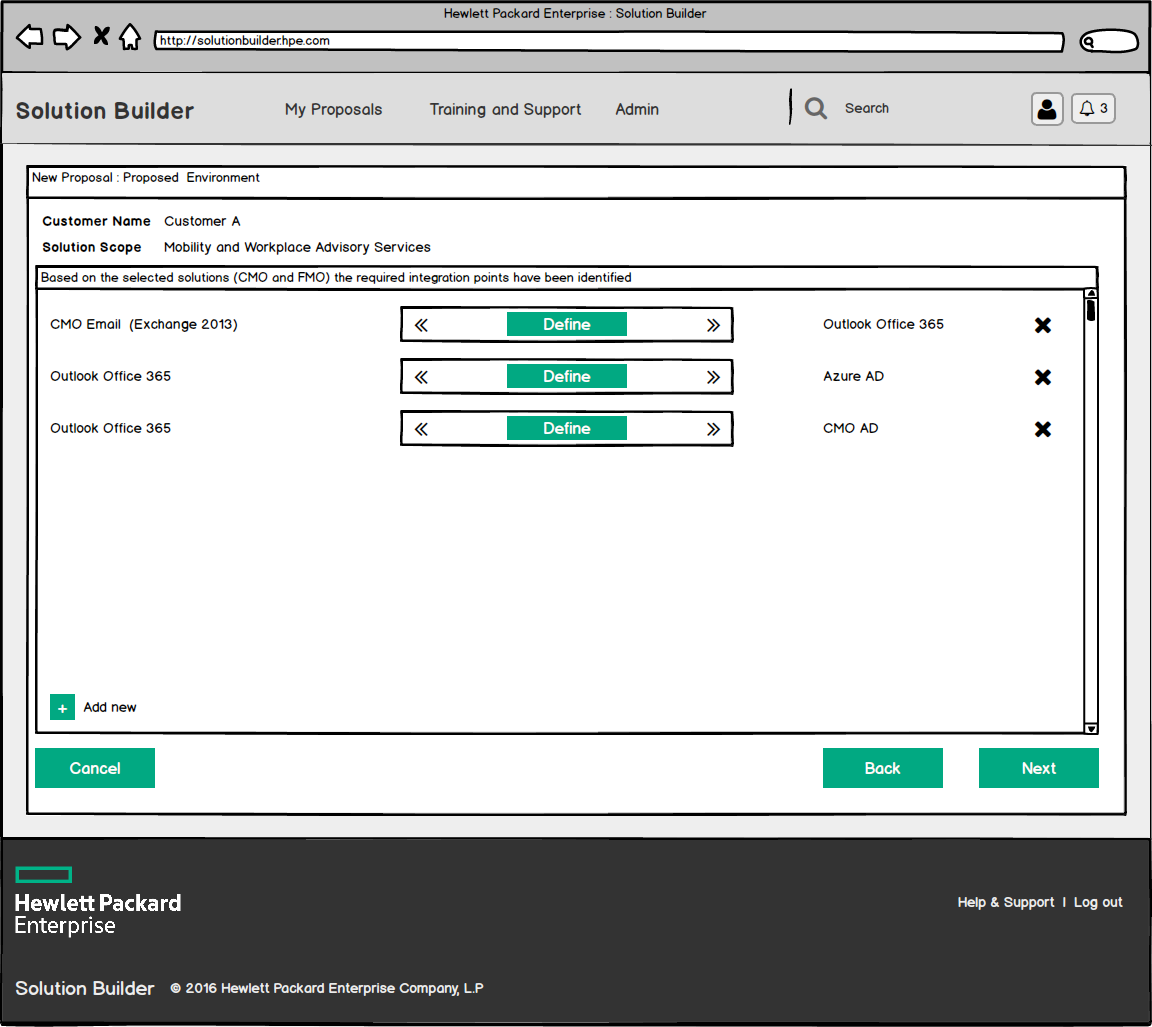 Hewlett Packard Enterprise : Solution Builder
http://solutionbuilder.hpe.com
Solution Builder My Proposals Training and Support Admin Search 3
New Proposal : Proposed Environment
Customer Name Customer A
Solution Scope Mobility and Workplace Advisory Services
Based on the selected solutions (CMO and FMO) the required integration points have been identified
CMO Email (Exchange 2013) Define Outlook Office 365
Outlook Office 365 Define Azure AD
Outlook Office 365 Define CMO AD
+ Add new
Cancel Back Next
Hewlett Packard
Enterprise
Help & Support | Log out
Solution Builder © 2016 Hewlett Packard Enterprise Company, L.P